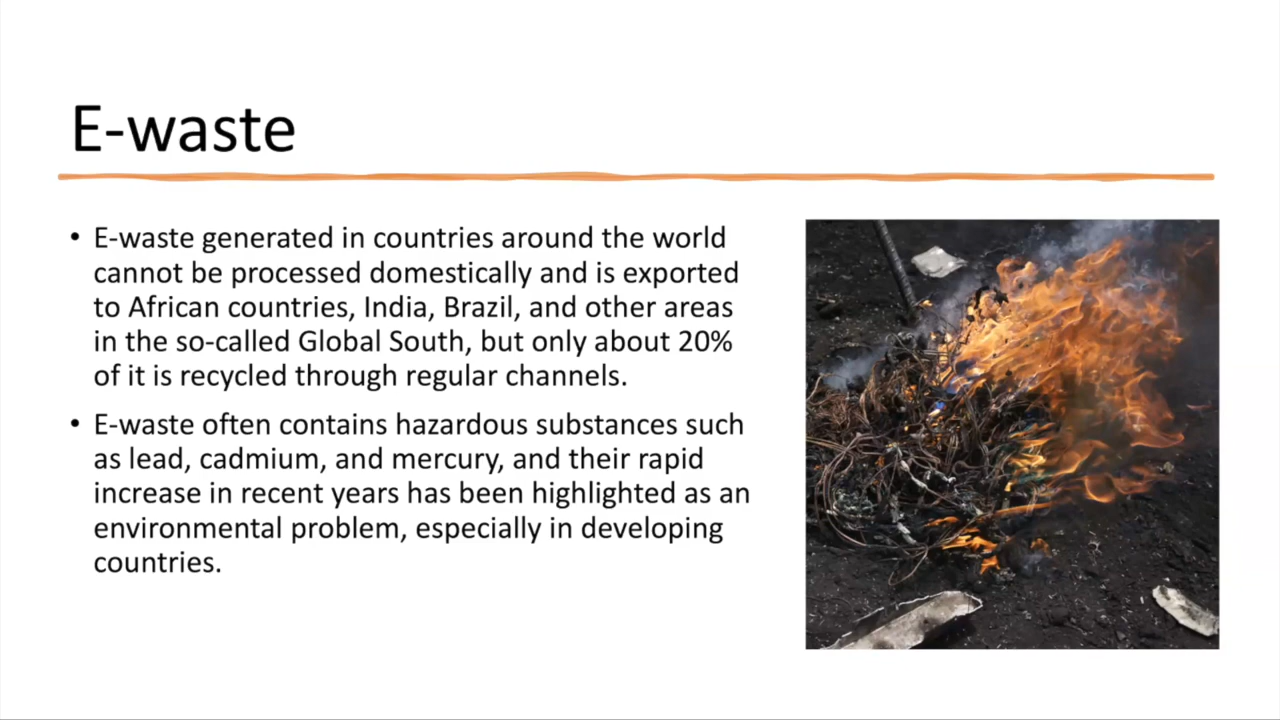 E-waste
• E-waste generated in countries around the world
cannot be processed domestically and is exported
to African countries, India, Brazil, and other areas
in the so-called Global South, but only about 20%
of it is recycled through regular channels.
• E-waste often contains hazardous substances such
as lead, cadmium, and mercury, and their rapid
increase in recent years has been highlighted as an
environmental problem, especially in developing
countries.